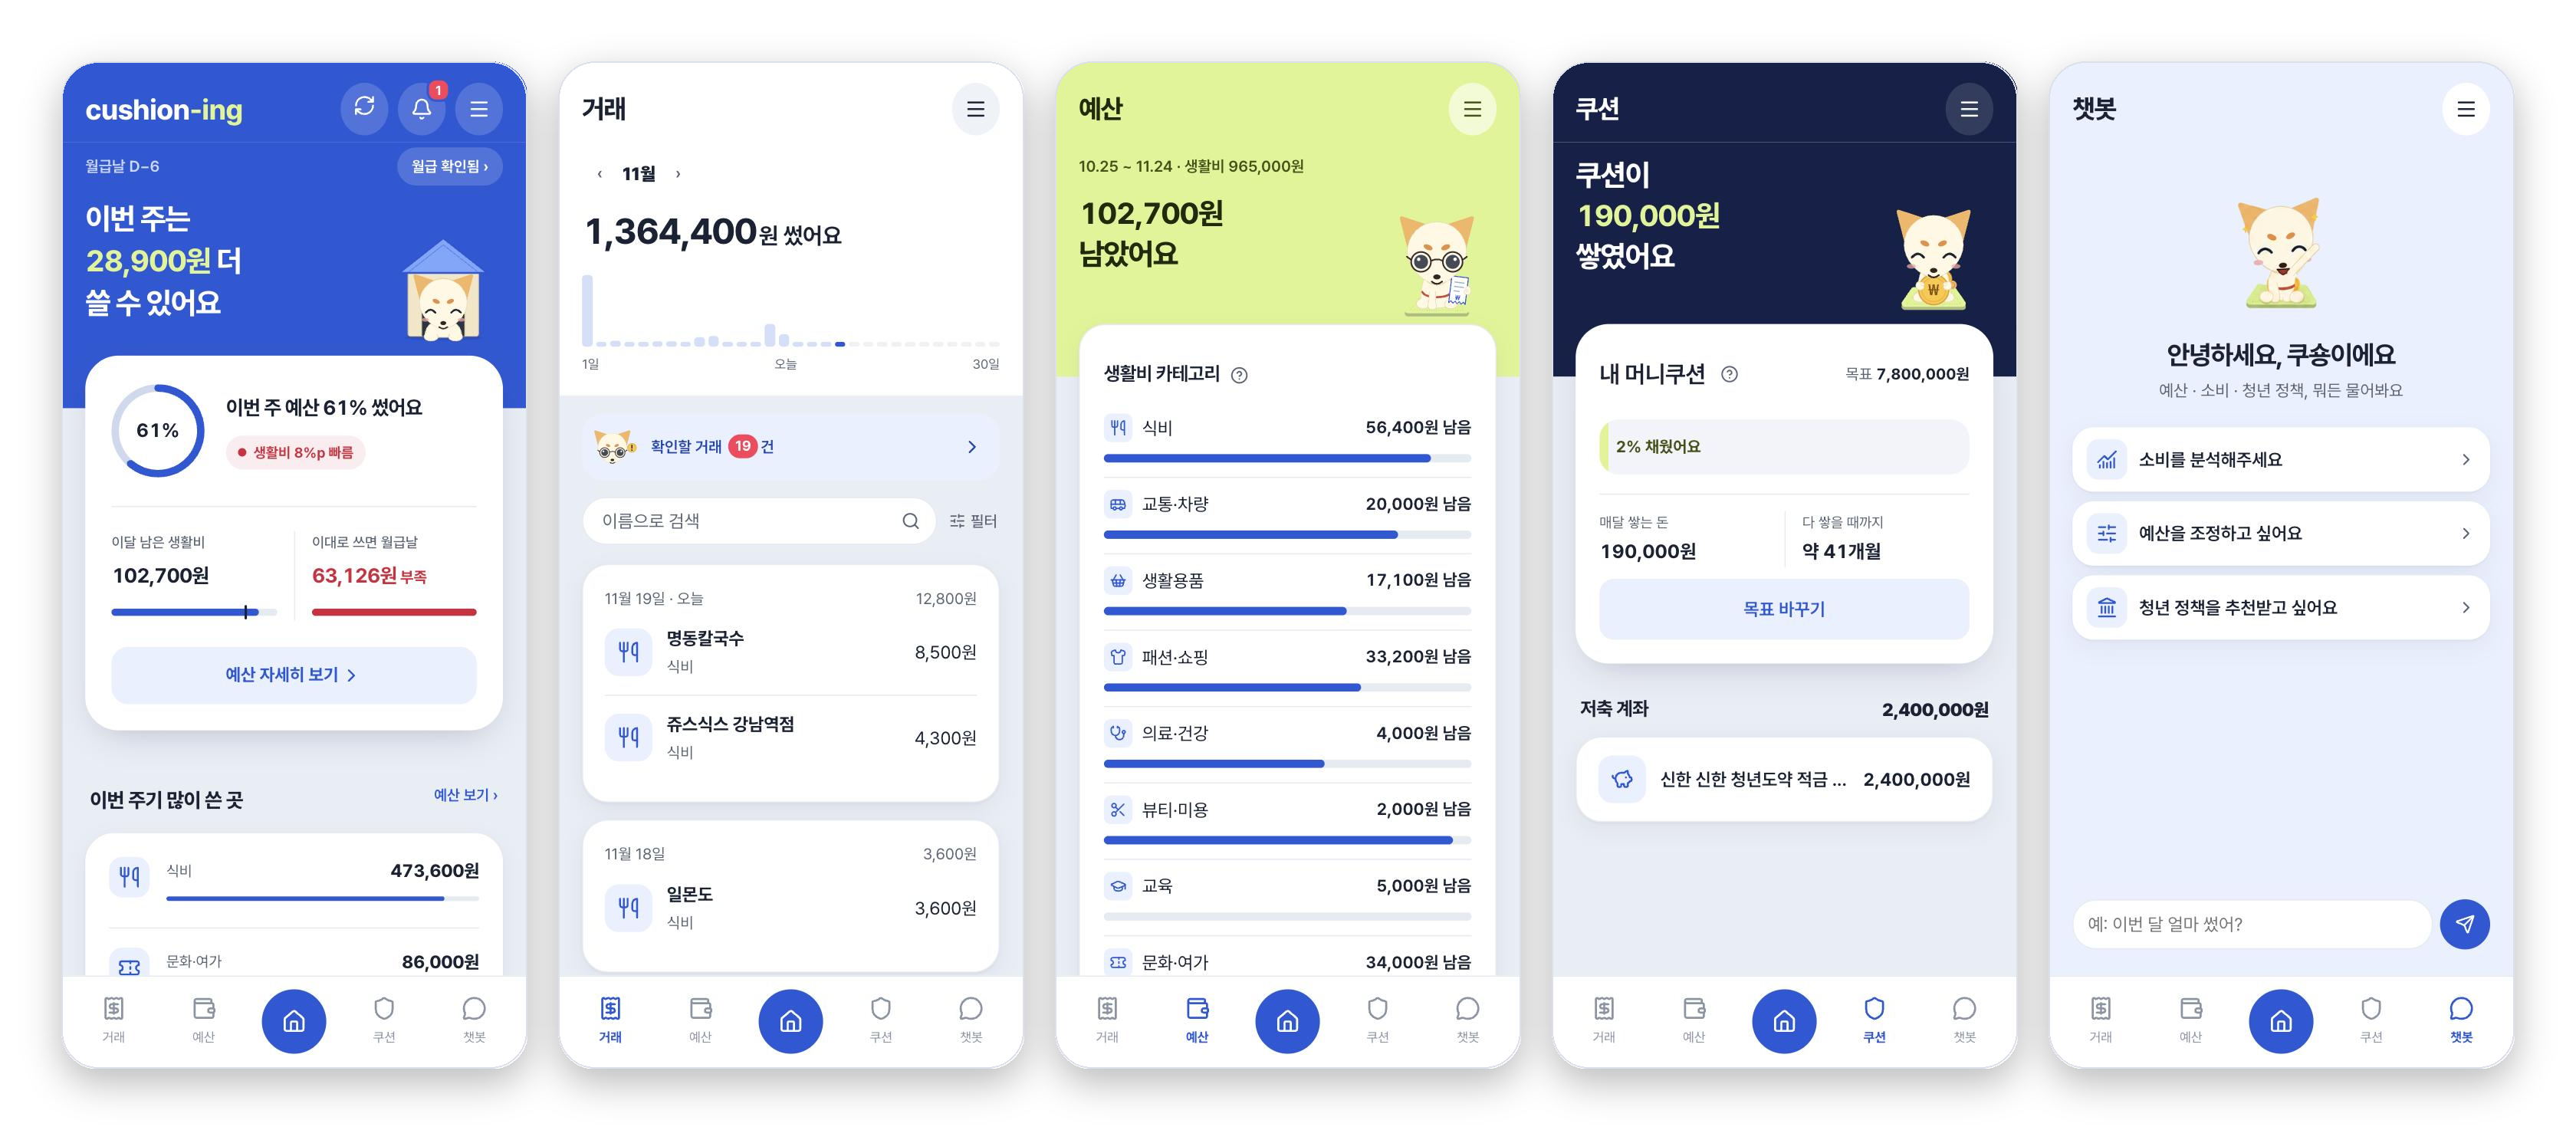 cushion-ing
1
월급날 D-6
월급 확인됨 ›
이번 주는
28,900원 더
쓸 수 있어요
61%
이번 주 예산 61% 썼어요
생활비 8%p 빠름
이달 남은 생활비
102,700원
이대로 쓰면 월급날
63,126원 부족
예산 자세히 보기
이번 주기 많이 쓴 곳
예산 보기 ›
식비
473,600원
문화·여가
86,000원
거래
예산
쿠션
챗봇
거래
‹ 11월 ›
1,364,400원 썼어요
1일
오늘
30일
확인할 거래 19 건
이름으로 검색
필터
11월 19일 · 오늘
12,800원
명동칼국수
식비
8,500원
쥬스식스 강남역점
식비
4,300원
11월 18일
3,600원
일몬도
식비
3,600원
거래
예산
쿠션
챗봇
예산
10.25 ~ 11.24 · 생활비 965,000원
102,700원
남았어요
생활비 카테고리
식비
56,400원 남음
교통·차량
20,000원 남음
생활용품
17,100원 남음
패션·쇼핑
33,200원 남음
의료·건강
4,000원 남음
뷰티·미용
2,000원 남음
교육
5,000원 남음
문화·여가
34,000원 남음
거래
예산
쿠션
챗봇
쿠션
쿠션이
190,000원
쌓였어요
₩
내 머니쿠션
목표 7,800,000원
2% 채웠어요
매달 쌓는 돈
190,000원
다 쌓을 때까지
약 41개월
목표 바꾸기
저축 계좌
2,400,000원
신한 신한 청년도약 적금 ...
2,400,000원
거래
예산
쿠션
챗봇
챗봇
안녕하세요, 쿠숑이에요
예산 · 소비 · 청년 정책, 뭐든 물어봐요
소비를 분석해주세요
예산을 조정하고 싶어요
청년 정책을 추천받고 싶어요
예: 이번 달 얼마 썼어?
거래
예산
쿠션
챗봇